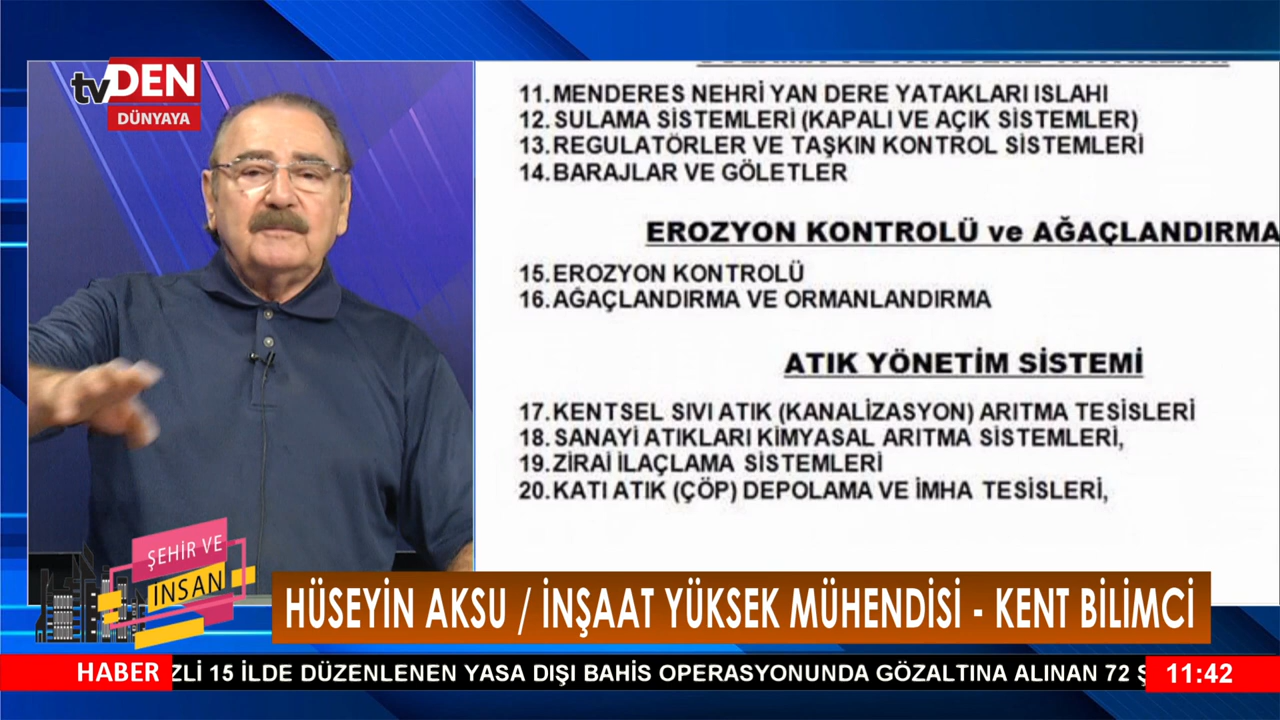 tvDEN
DÜNYAYA
11. MENDERES NEHRİ YAN DERE YATAKLARI ISLAHI
12. SULAMA SİSTEMLERİ (KAPALI VE AÇIK SİSTEMLER)
13. REGULATÖRLER VE TAŞKIN KONTROL SİSTEMLERİ
14. BARAJLAR VE GÖLETLER
EROZYON KONTROLÜ ve AĞAÇLANDIRMA
15. EROZYON KONTROLÜ
16. AĞAÇLANDIRMA VE ORMANLANDIRMA
ATIK YÖNETİM SİSTEMİ
17. KENTSEL SIVI ATIK (KANALİZASYON) ARITMA TESİSLERİ
18. SANAYİ ATIKLARI KİMYASAL ARITMA SİSTEMLERİ,
19. ZİRAİ İLAÇLAMA SİSTEMLERİ
20. KATI ATIK (ÇÖP) DEPOLAMA VE İMHA TESİSLERİ,
ŞEHİR VE
İNSAN
HÜSEYİN AKSU / İNŞAAT YÜKSEK MÜHENDİSİ - KENT BİLİMCİ
HABER ZLİ 15 İLDE DÜZENLENEN YASA DIŞI BAHİS OPERASYONUNDA GÖZALTINA ALINAN 72 Ş 11:42